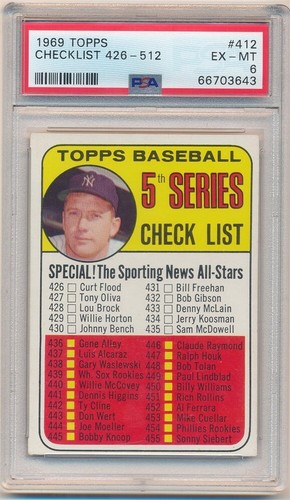 1969 TOPPS #412
CHECKLIST 426-512 EX-MT
6
PSA 66703643
TOPPS BASEBALL
5th SERIES
CHECK LIST
SPECIAL! The Sporting News All-Stars
426 Curt Flood 431 Bill Freehan
427 Tony Oliva 432 Bob Gibson
428 Lou Brock 433 Denny McLain
429 Willie Horton 434 Jerry Koosman
430 Johnny Bench 435 Sam McDowell
436 Gene Alley 446 Claude Raymond
437 Luis Alcaraz 447 Ralph Houk
438 Gary Waslewski 448 Bob Tolan
439 Wh. Sox Rookies 449 Paul Lindblad
440 Willie McCovey 450 Billy Williams
441 Dennis Higgins 451 Rich Rollins
442 Ty Cline 452 Al Ferrara
443 Don Wert 453 Mike Cuellar
444 Joe Moeller 454 Phillies Rookies
445 Bobby Knoop 455 Sonny Siebert